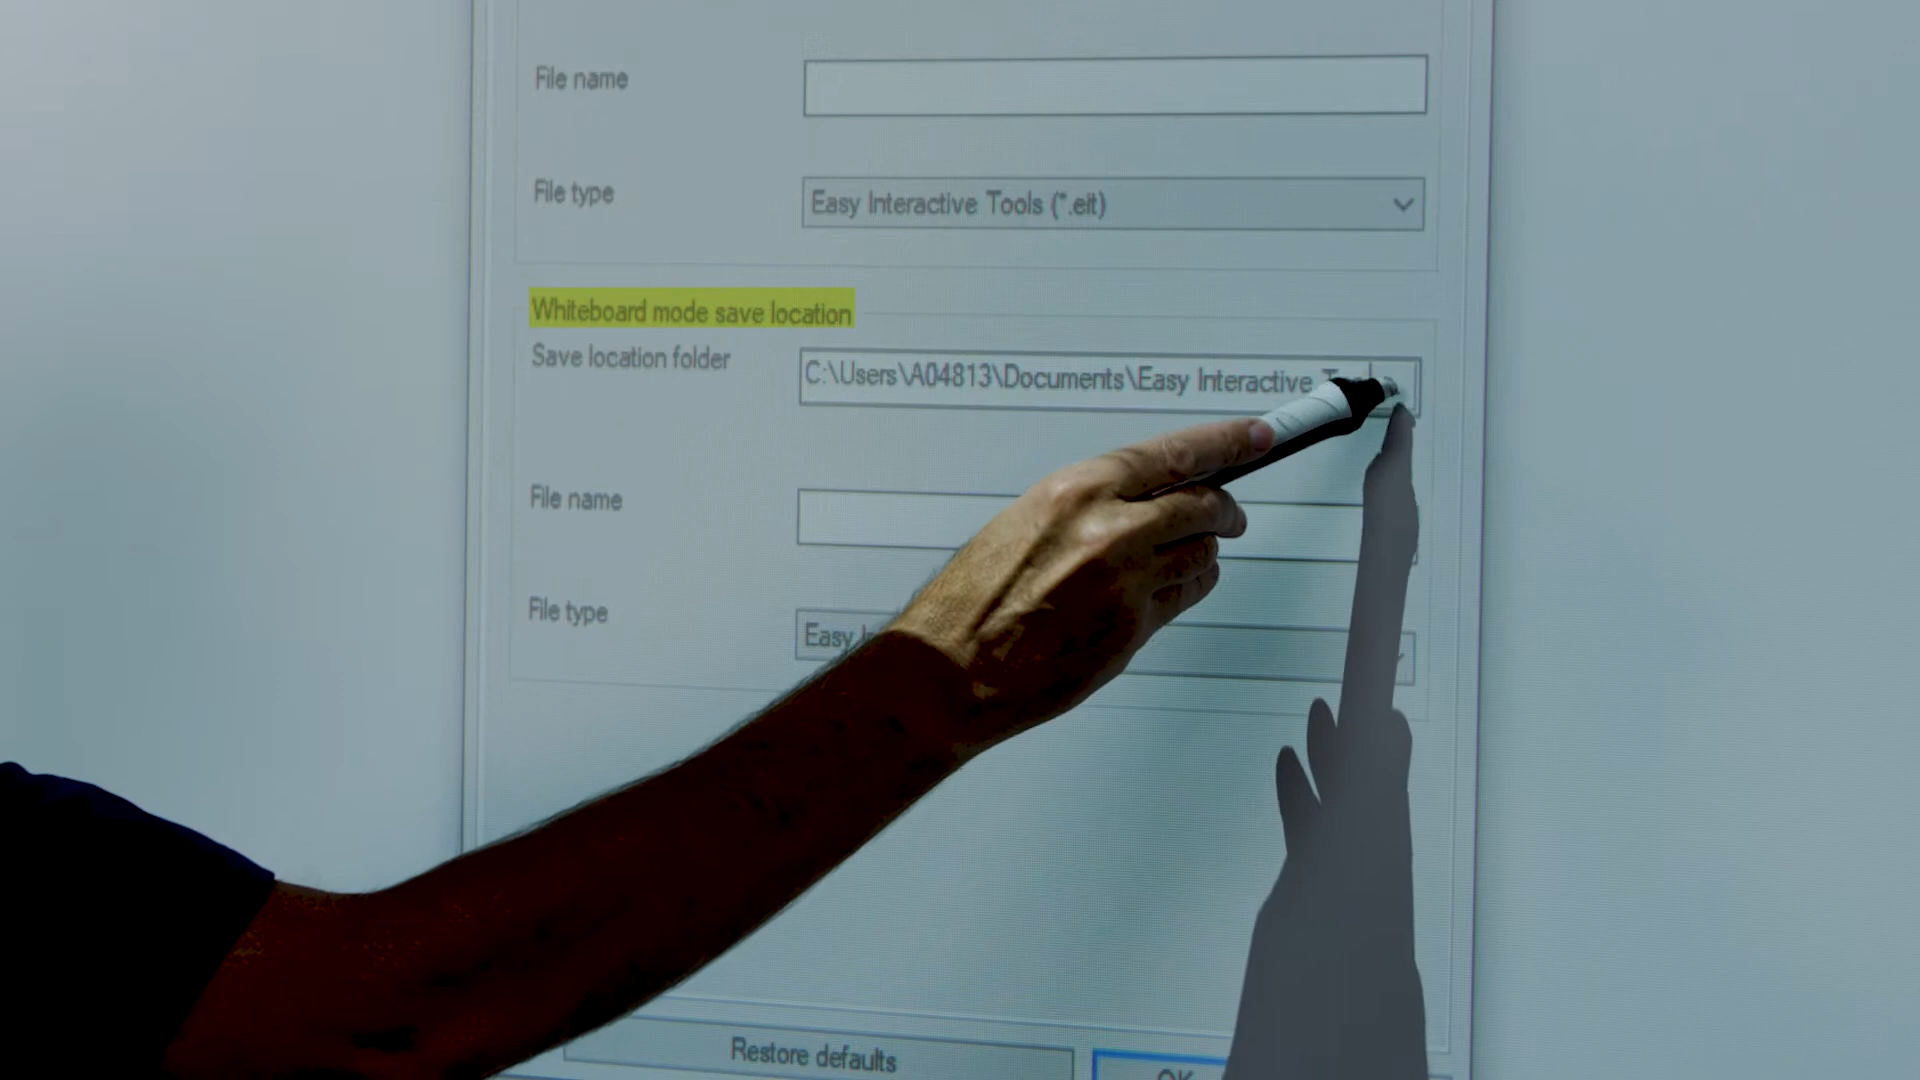 File name
File type
Easy Interactive Tools (*.eit)
Whiteboard mode save location
Save location folder
C:\Users\A04813\Documents\Easy Interactive
File name
File type
Easy
Restore defaults
OK